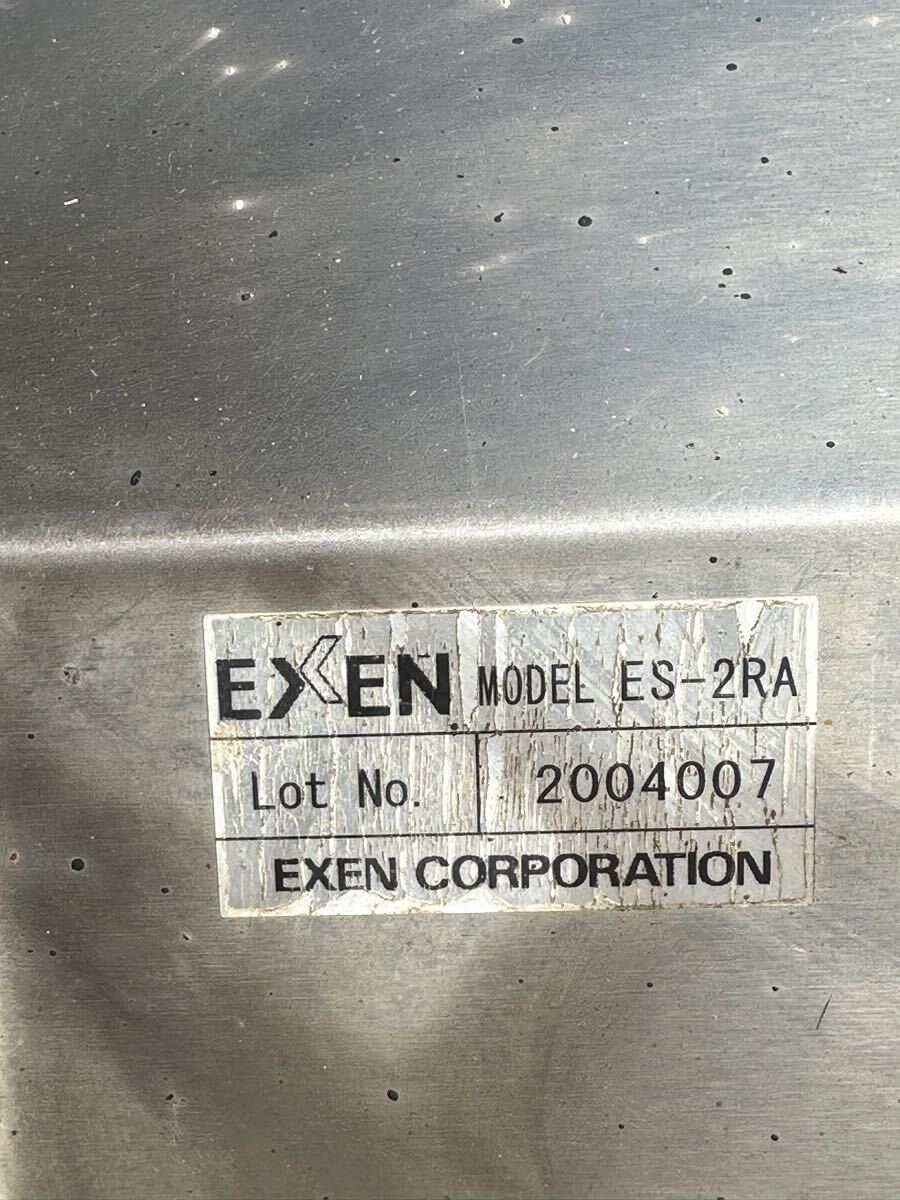 EXEN MODEL ES-2RA
Lot No. 2004007
EXEN CORPORATION